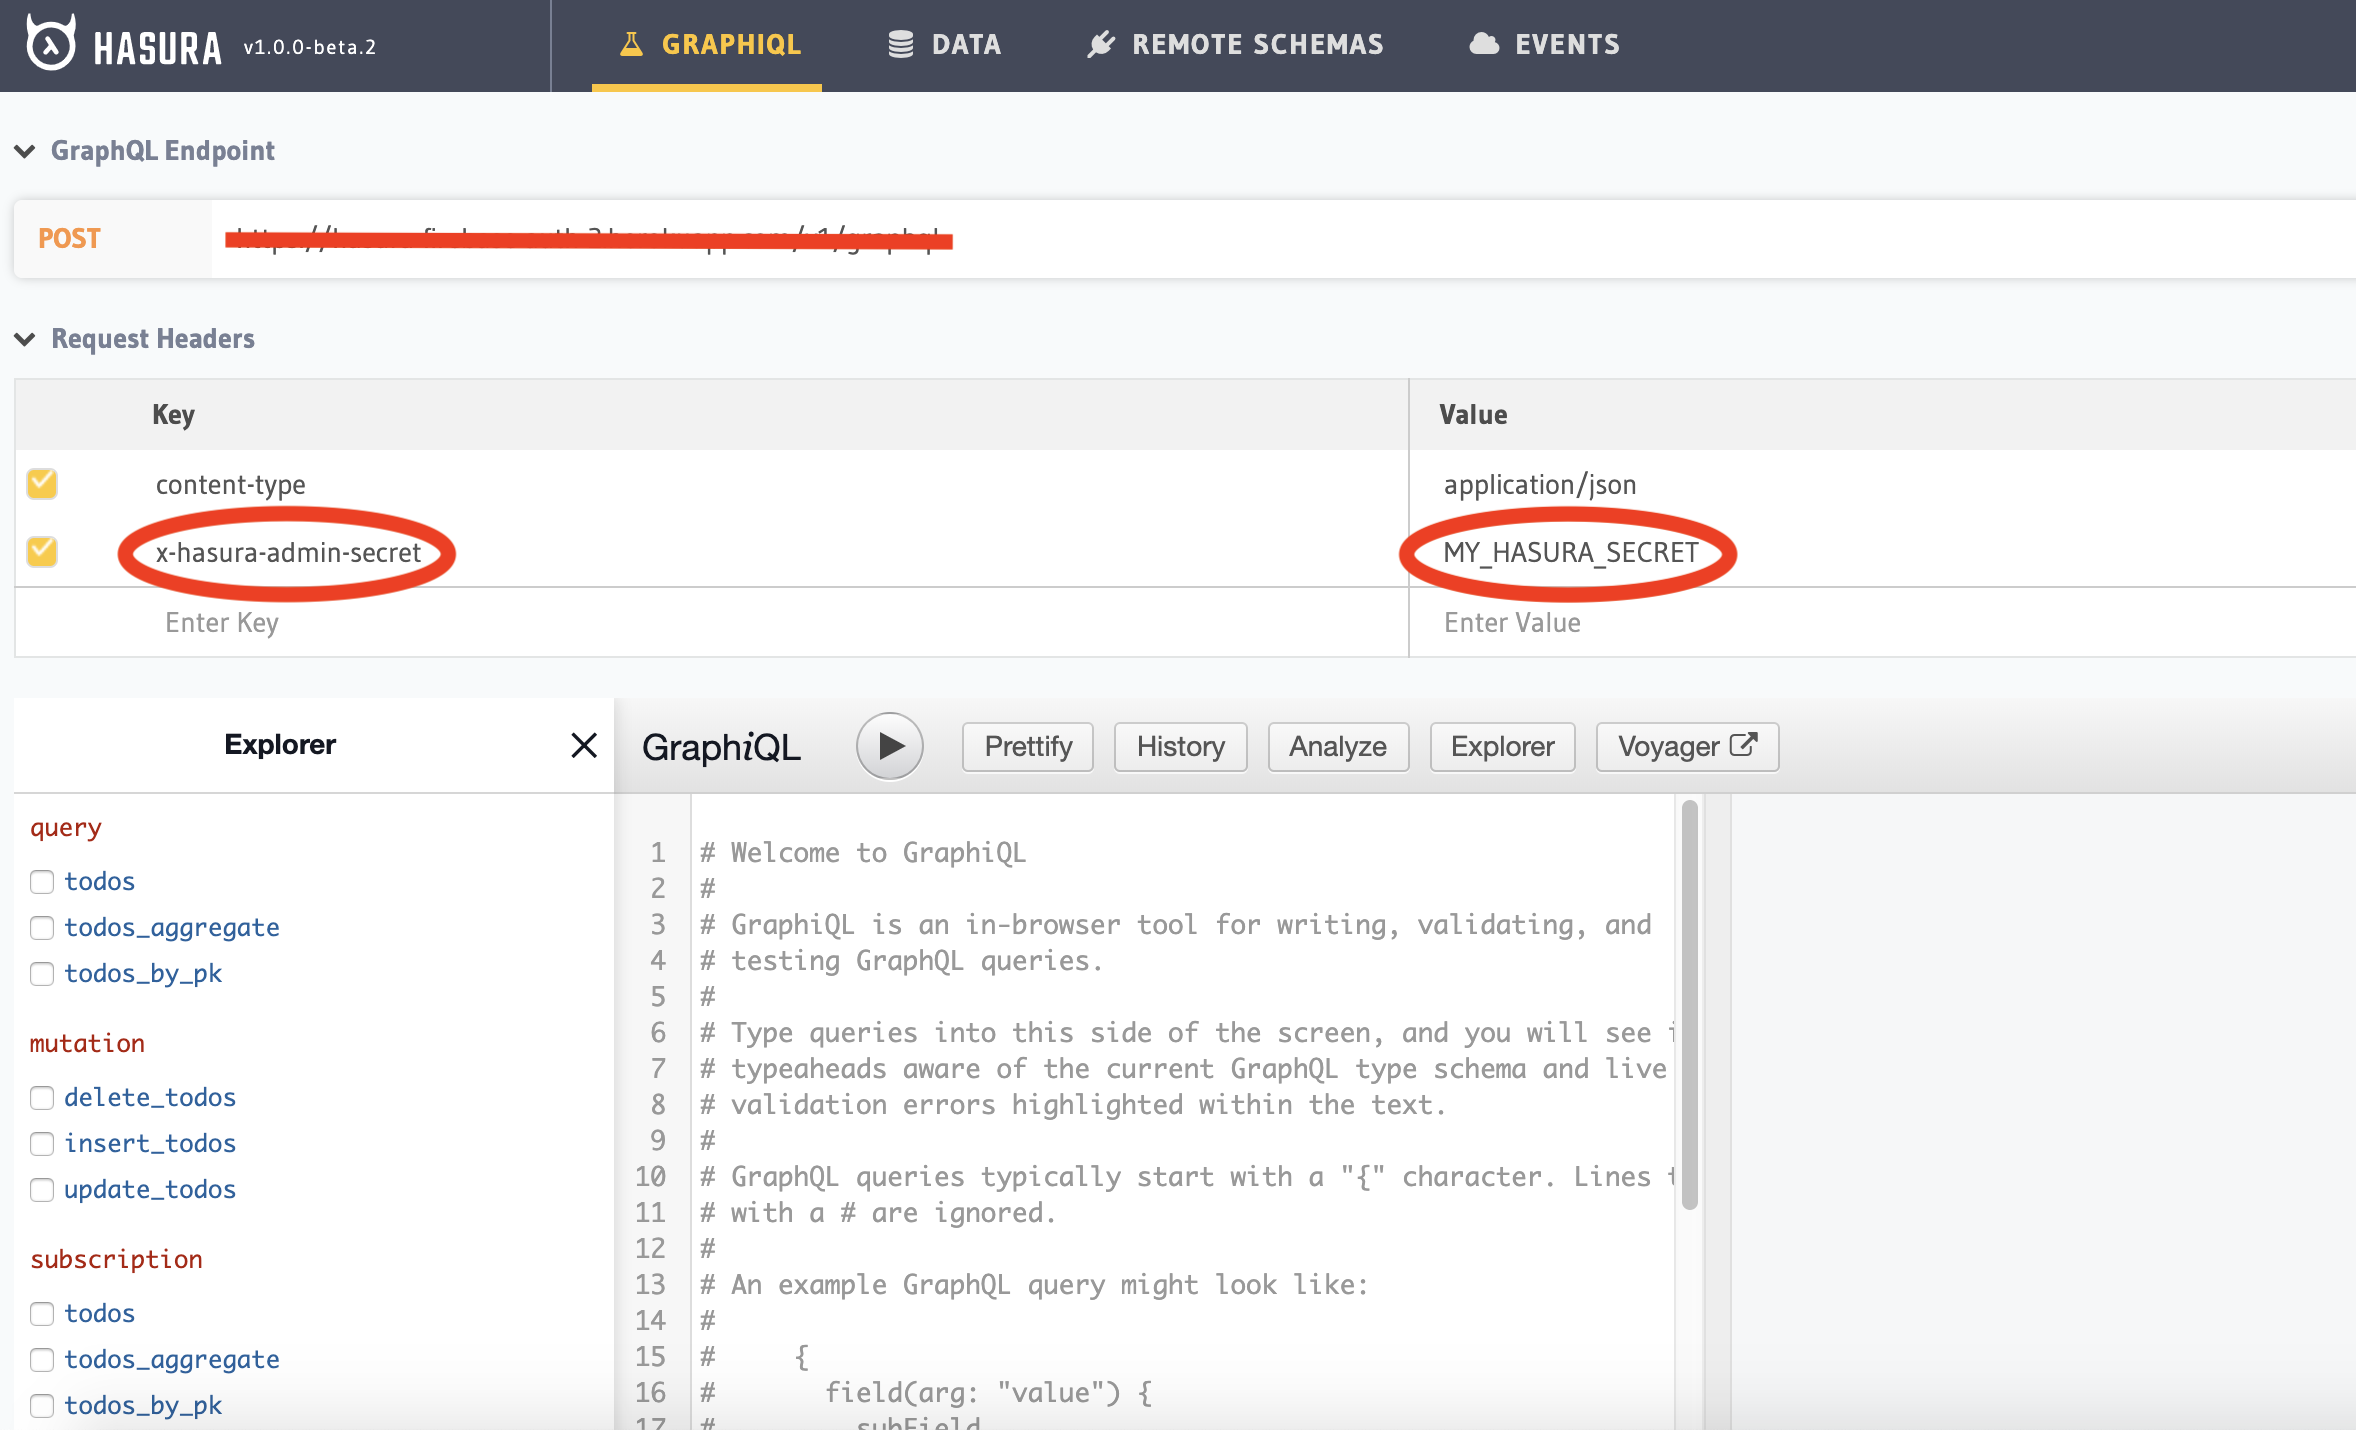 HASURA v1.0.0-beta.2 GRAPHIQL DATA REMOTE SCHEMAS EVENTS
GraphQL Endpoint
POST
Request Headers
Key Value
content-type application/json
x-hasura-admin-secret MY_HASURA_SECRET
Enter Key Enter Value
Explorer
GraphiQL Prettify History Analyze Explorer Voyager
query
todos
todos_aggregate
todos_by_pk
mutation
delete_todos
insert_todos
update_todos
subscription
todos
todos_aggregate
todos_by_pk
1 # Welcome to GraphiQL
2 #
3 # GraphiQL is an in-browser tool for writing, validating, and
4 # testing GraphQL queries.
5 #
6 # Type queries into this side of the screen, and you will see
7 # typeaheads aware of the current GraphQL type schema and live
8 # validation errors highlighted within the text.
9 #
10 # GraphQL queries typically start with a "{" character. Lines
11 # with a # are ignored.
12 #
13 # An example GraphQL query might look like:
14 #
15 # {
16 # field(arg: "value") {
17 # subField